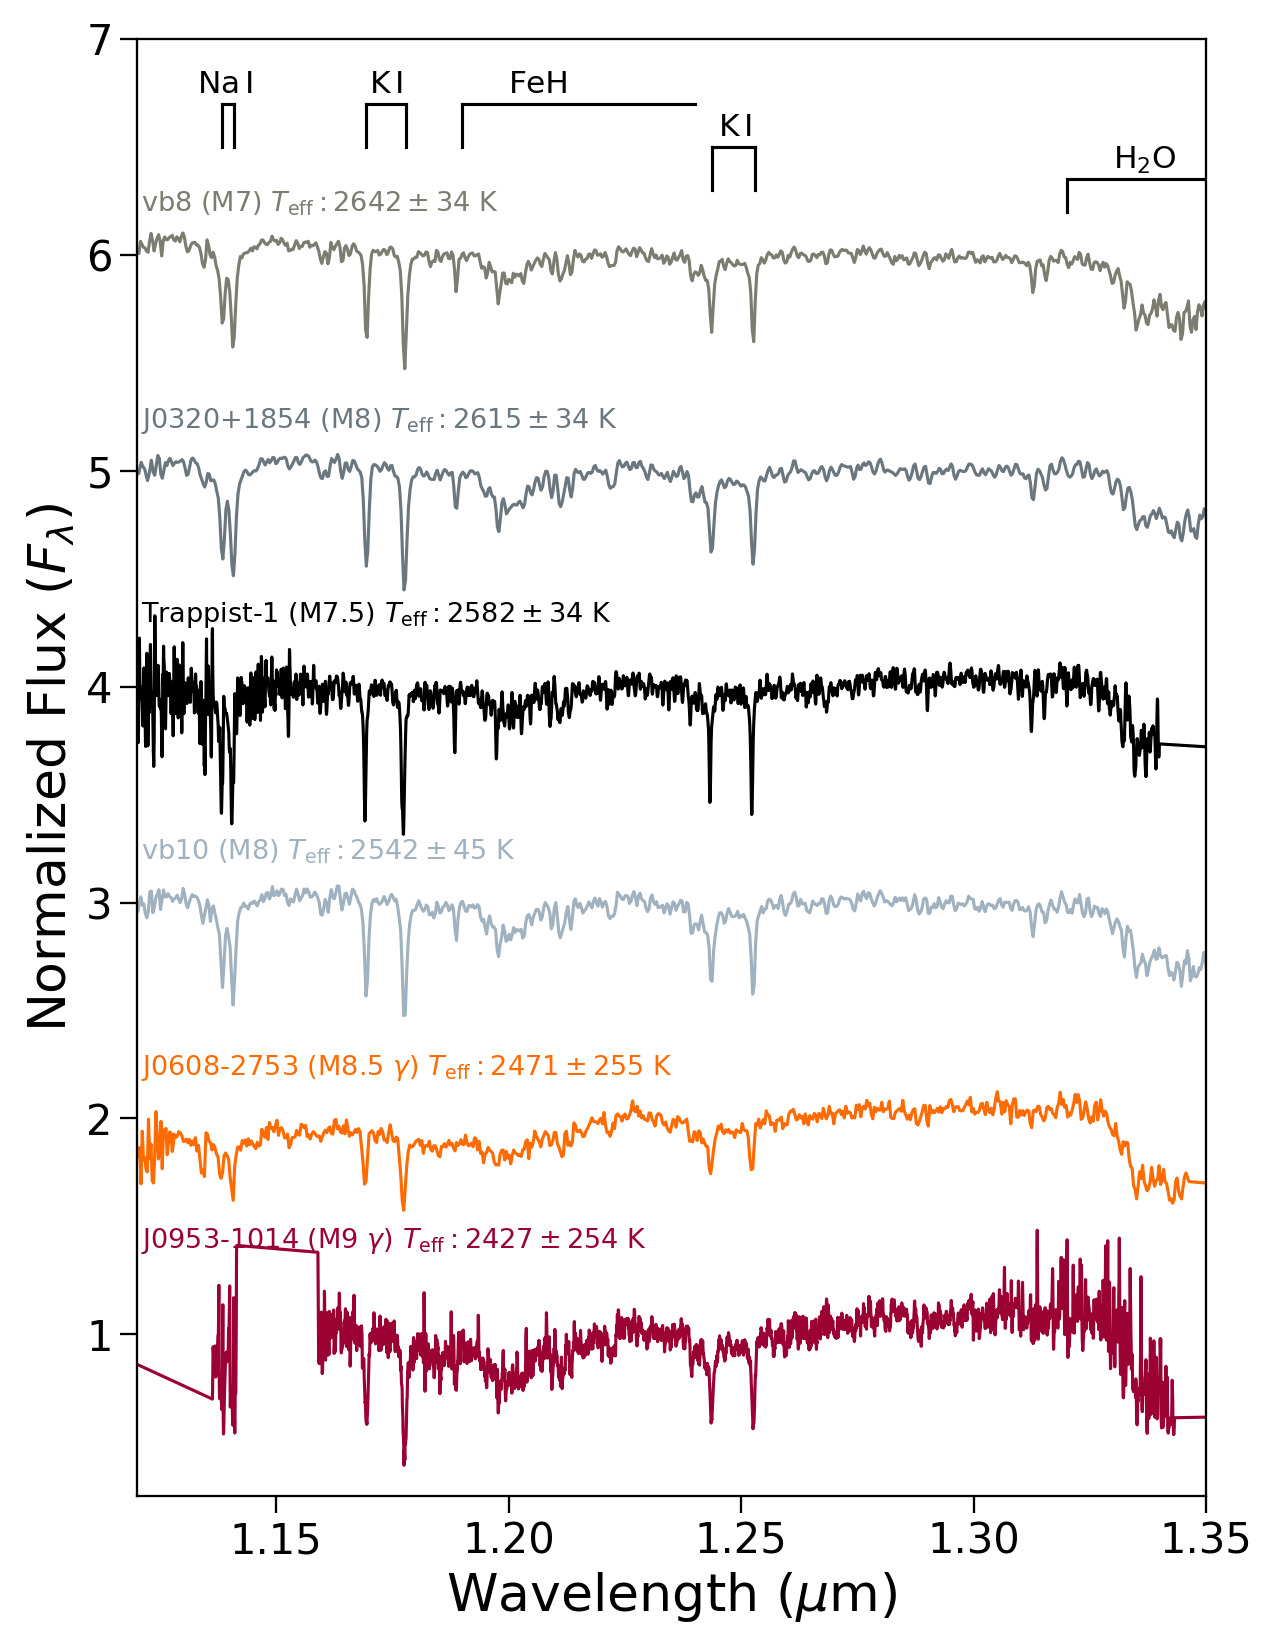 7
Na I
K I
FeH
K I
H₂O
vb8 (M7) T_eff : 2642 ± 34 K
6
J0320+1854 (M8) T_eff : 2615 ± 34 K
5
Trappist-1 (M7.5) T_eff : 2582 ± 34 K
4
vb10 (M8) T_eff : 2542 ± 45 K
3
J0608-2753 (M8.5 γ) T_eff : 2471 ± 255 K
2
J0953-1014 (M9 γ) T_eff : 2427 ± 254 K
1
Normalized Flux (F_λ)
1.15 1.20 1.25 1.30 1.35
Wavelength (μm)